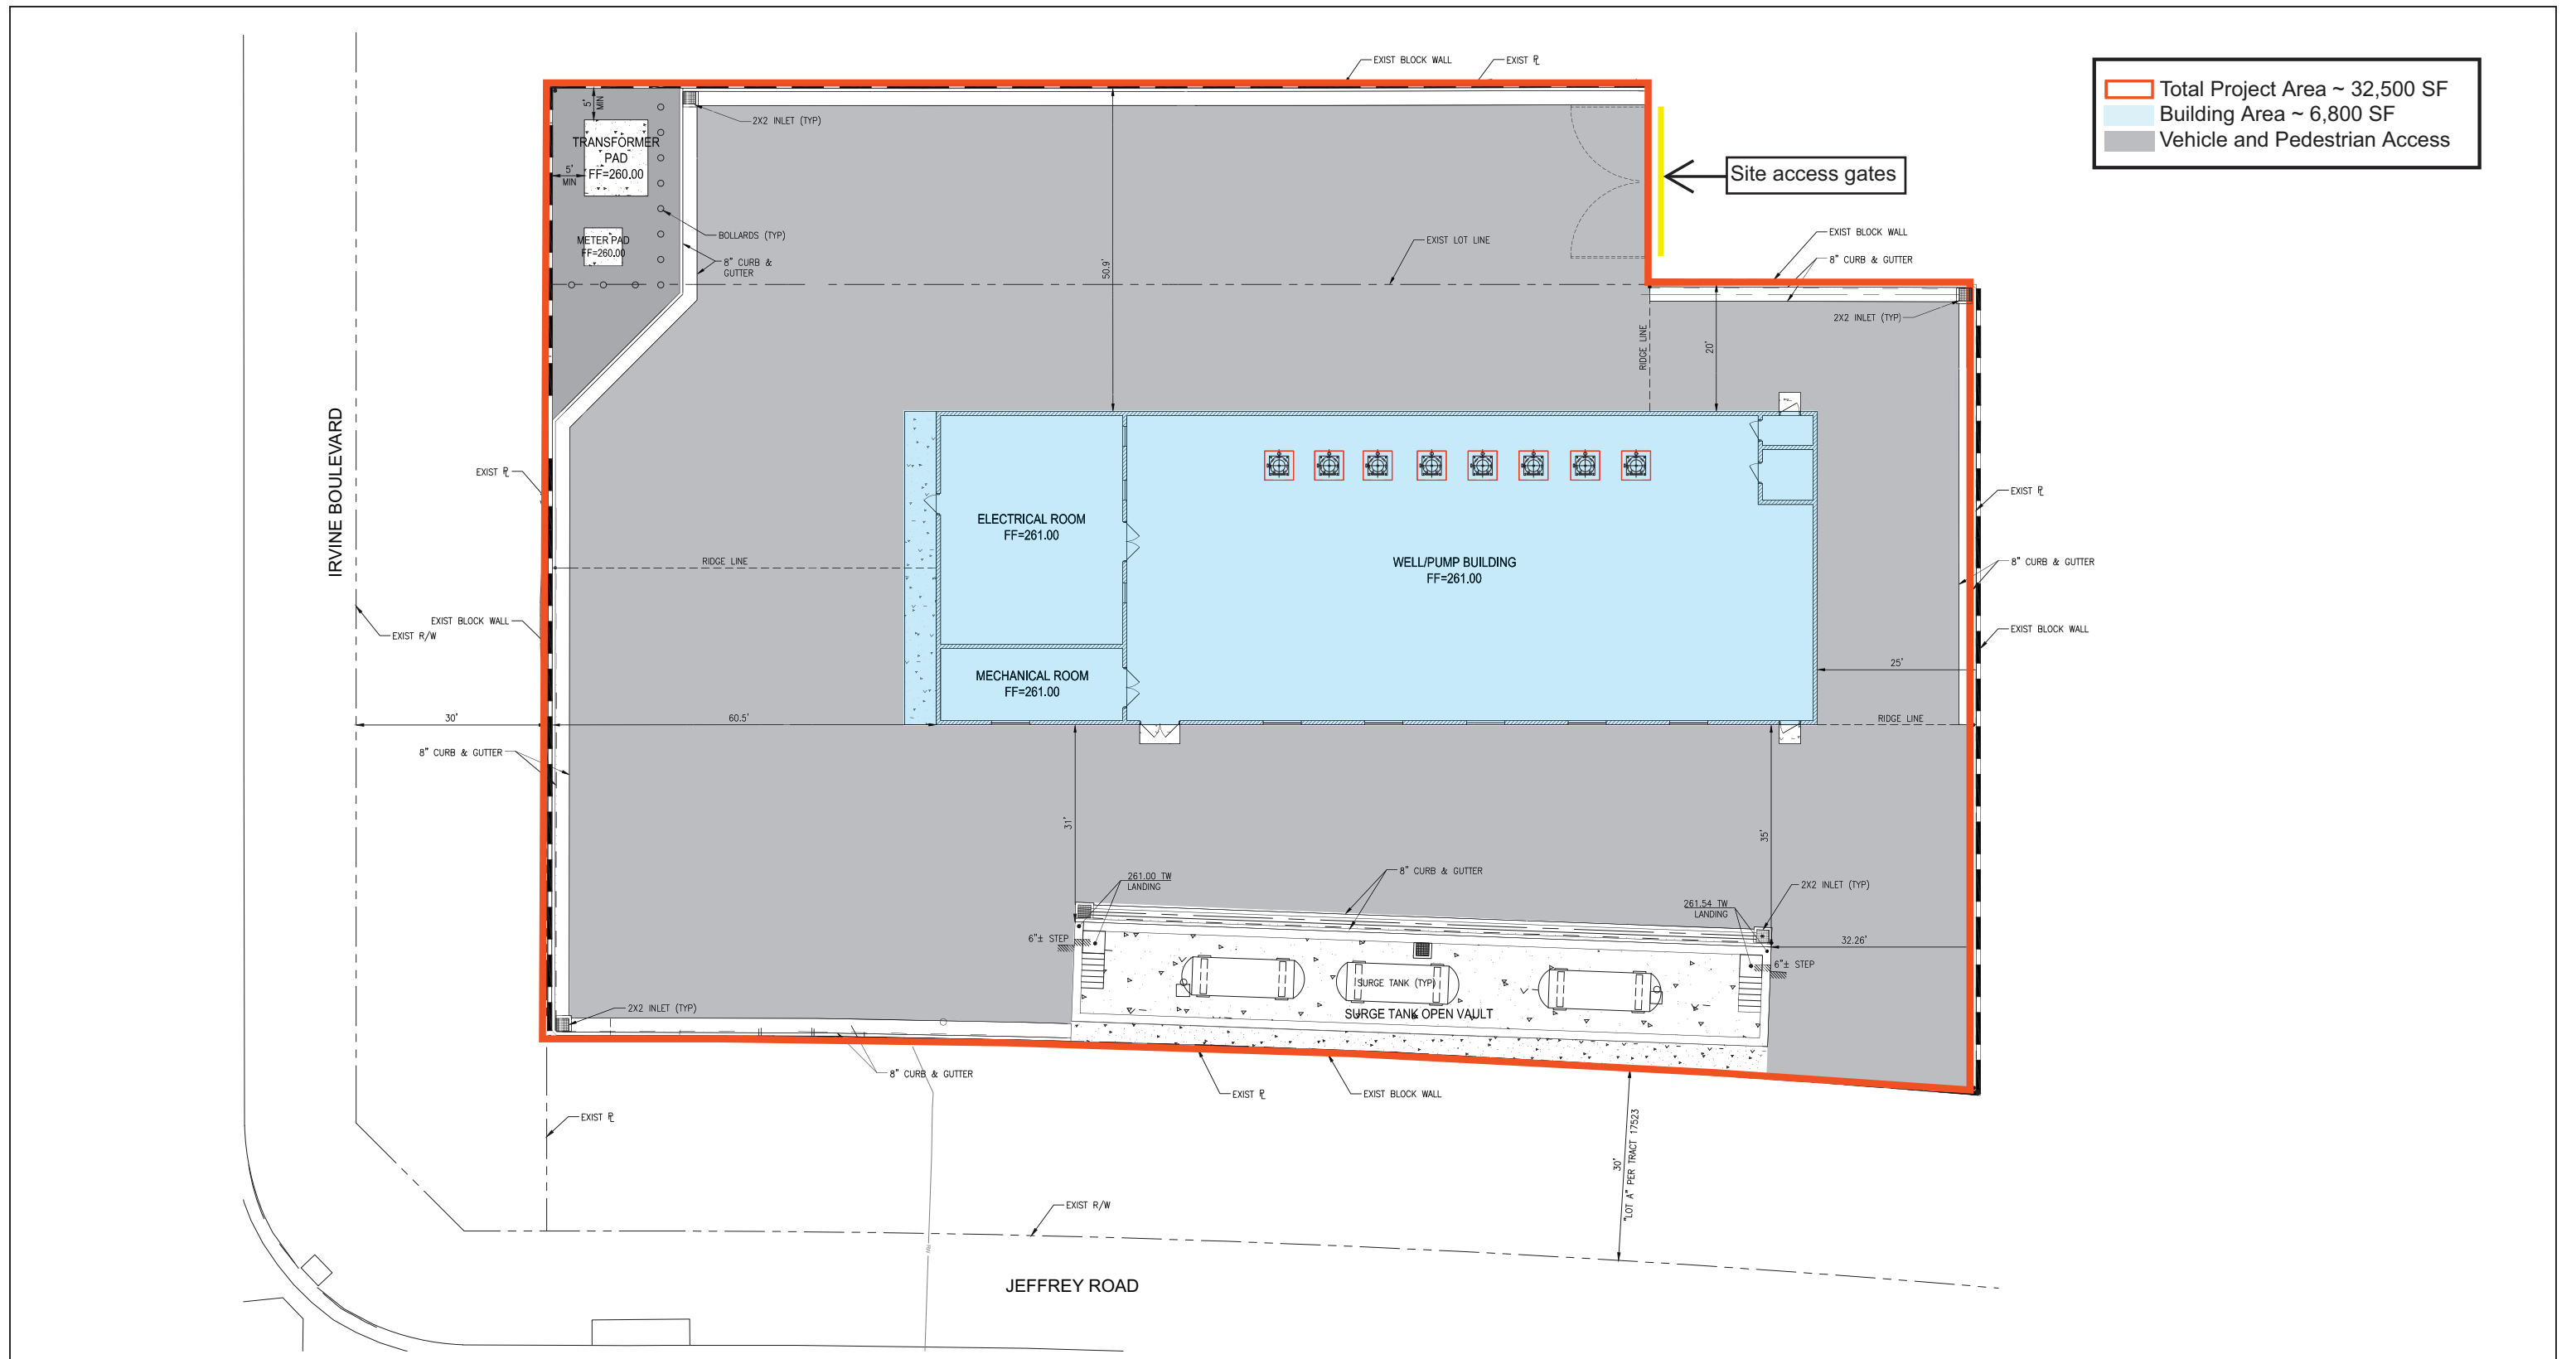 EXIST BLOCK WALL
EXIST ⅊
Total Project Area ~ 32,500 SF
Building Area ~ 6,800 SF
Vehicle and Pedestrian Access
5'
MIN
2X2 INLET (TYP)
TRANSFORMER
PAD
FF=260.00
5'
MIN
Site access gates
BOLLARDS (TYP)
METER PAD
FF=260.00
8" CURB &
GUTTER
50.9'
EXIST LOT LINE
EXIST BLOCK WALL
8" CURB & GUTTER
2X2 INLET (TYP)
RIDGE LINE
20'
IRVINE BOULEVARD
EXIST ⅊
EXIST ⅊
ELECTRICAL ROOM
FF=261.00
RIDGE LINE
WELL/PUMP BUILDING
FF=261.00
8" CURB & GUTTER
EXIST BLOCK WALL
EXIST R/W
EXIST BLOCK WALL
25'
MECHANICAL ROOM
FF=261.00
30'
60.5'
RIDGE LINE
8" CURB & GUTTER
31'
35'
8" CURB & GUTTER
261.00 TW
LANDING
2X2 INLET (TYP)
261.54 TW
LANDING
6"± STEP
32.26'
6"± STEP
SURGE TANK (TYP)
2X2 INLET (TYP)
SURGE TANK OPEN VAULT
8" CURB & GUTTER
EXIST ⅊
EXIST BLOCK WALL
EXIST ⅊
30'
"LOT A" PER TRACT 17523
EXIST R/W
JEFFREY ROAD